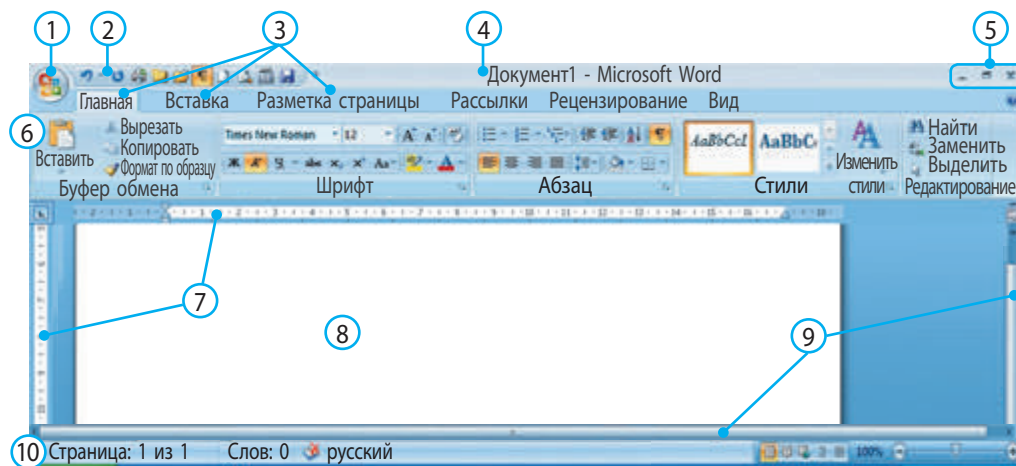 1 2 3 4 5
Документ1 - Microsoft Word
Главная Вставка Разметка страницы Рассылки Рецензирование Вид
6 Вставить Вырезать Копировать Формат по образцу
Times New Roman 12
AaBbCcI AaBbC
Изменить стили
Найти
Заменить
Выделить
Буфер обмена Шрифт Абзац Стили Редактирование
7 8 9
10 Страница: 1 из 1 Слов: 0 русский 100%